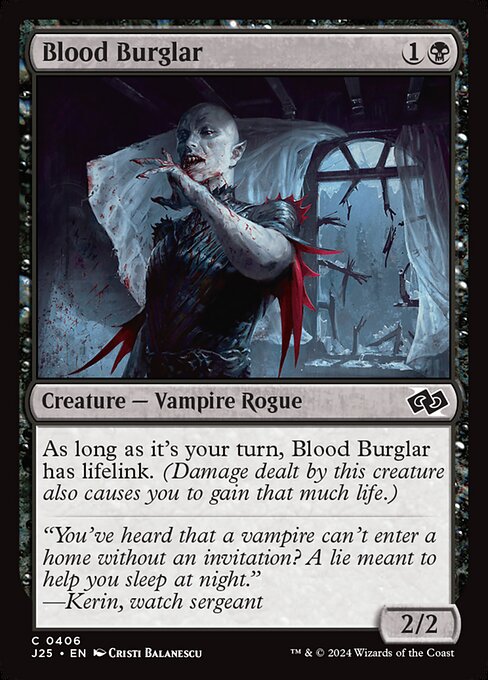 Blood Burglar 1
Creature — Vampire Rogue
As long as it's your turn, Blood Burglar
has lifelink. (Damage dealt by this creature
also causes you to gain that much life.)
“You've heard that a vampire can't enter a
home without an invitation? A lie meant to
help you sleep at night.”
—Kerin, watch sergeant
2/2
C 0406
J25 • EN Cristi Balanescu
™ & © 2024 Wizards of the Coast